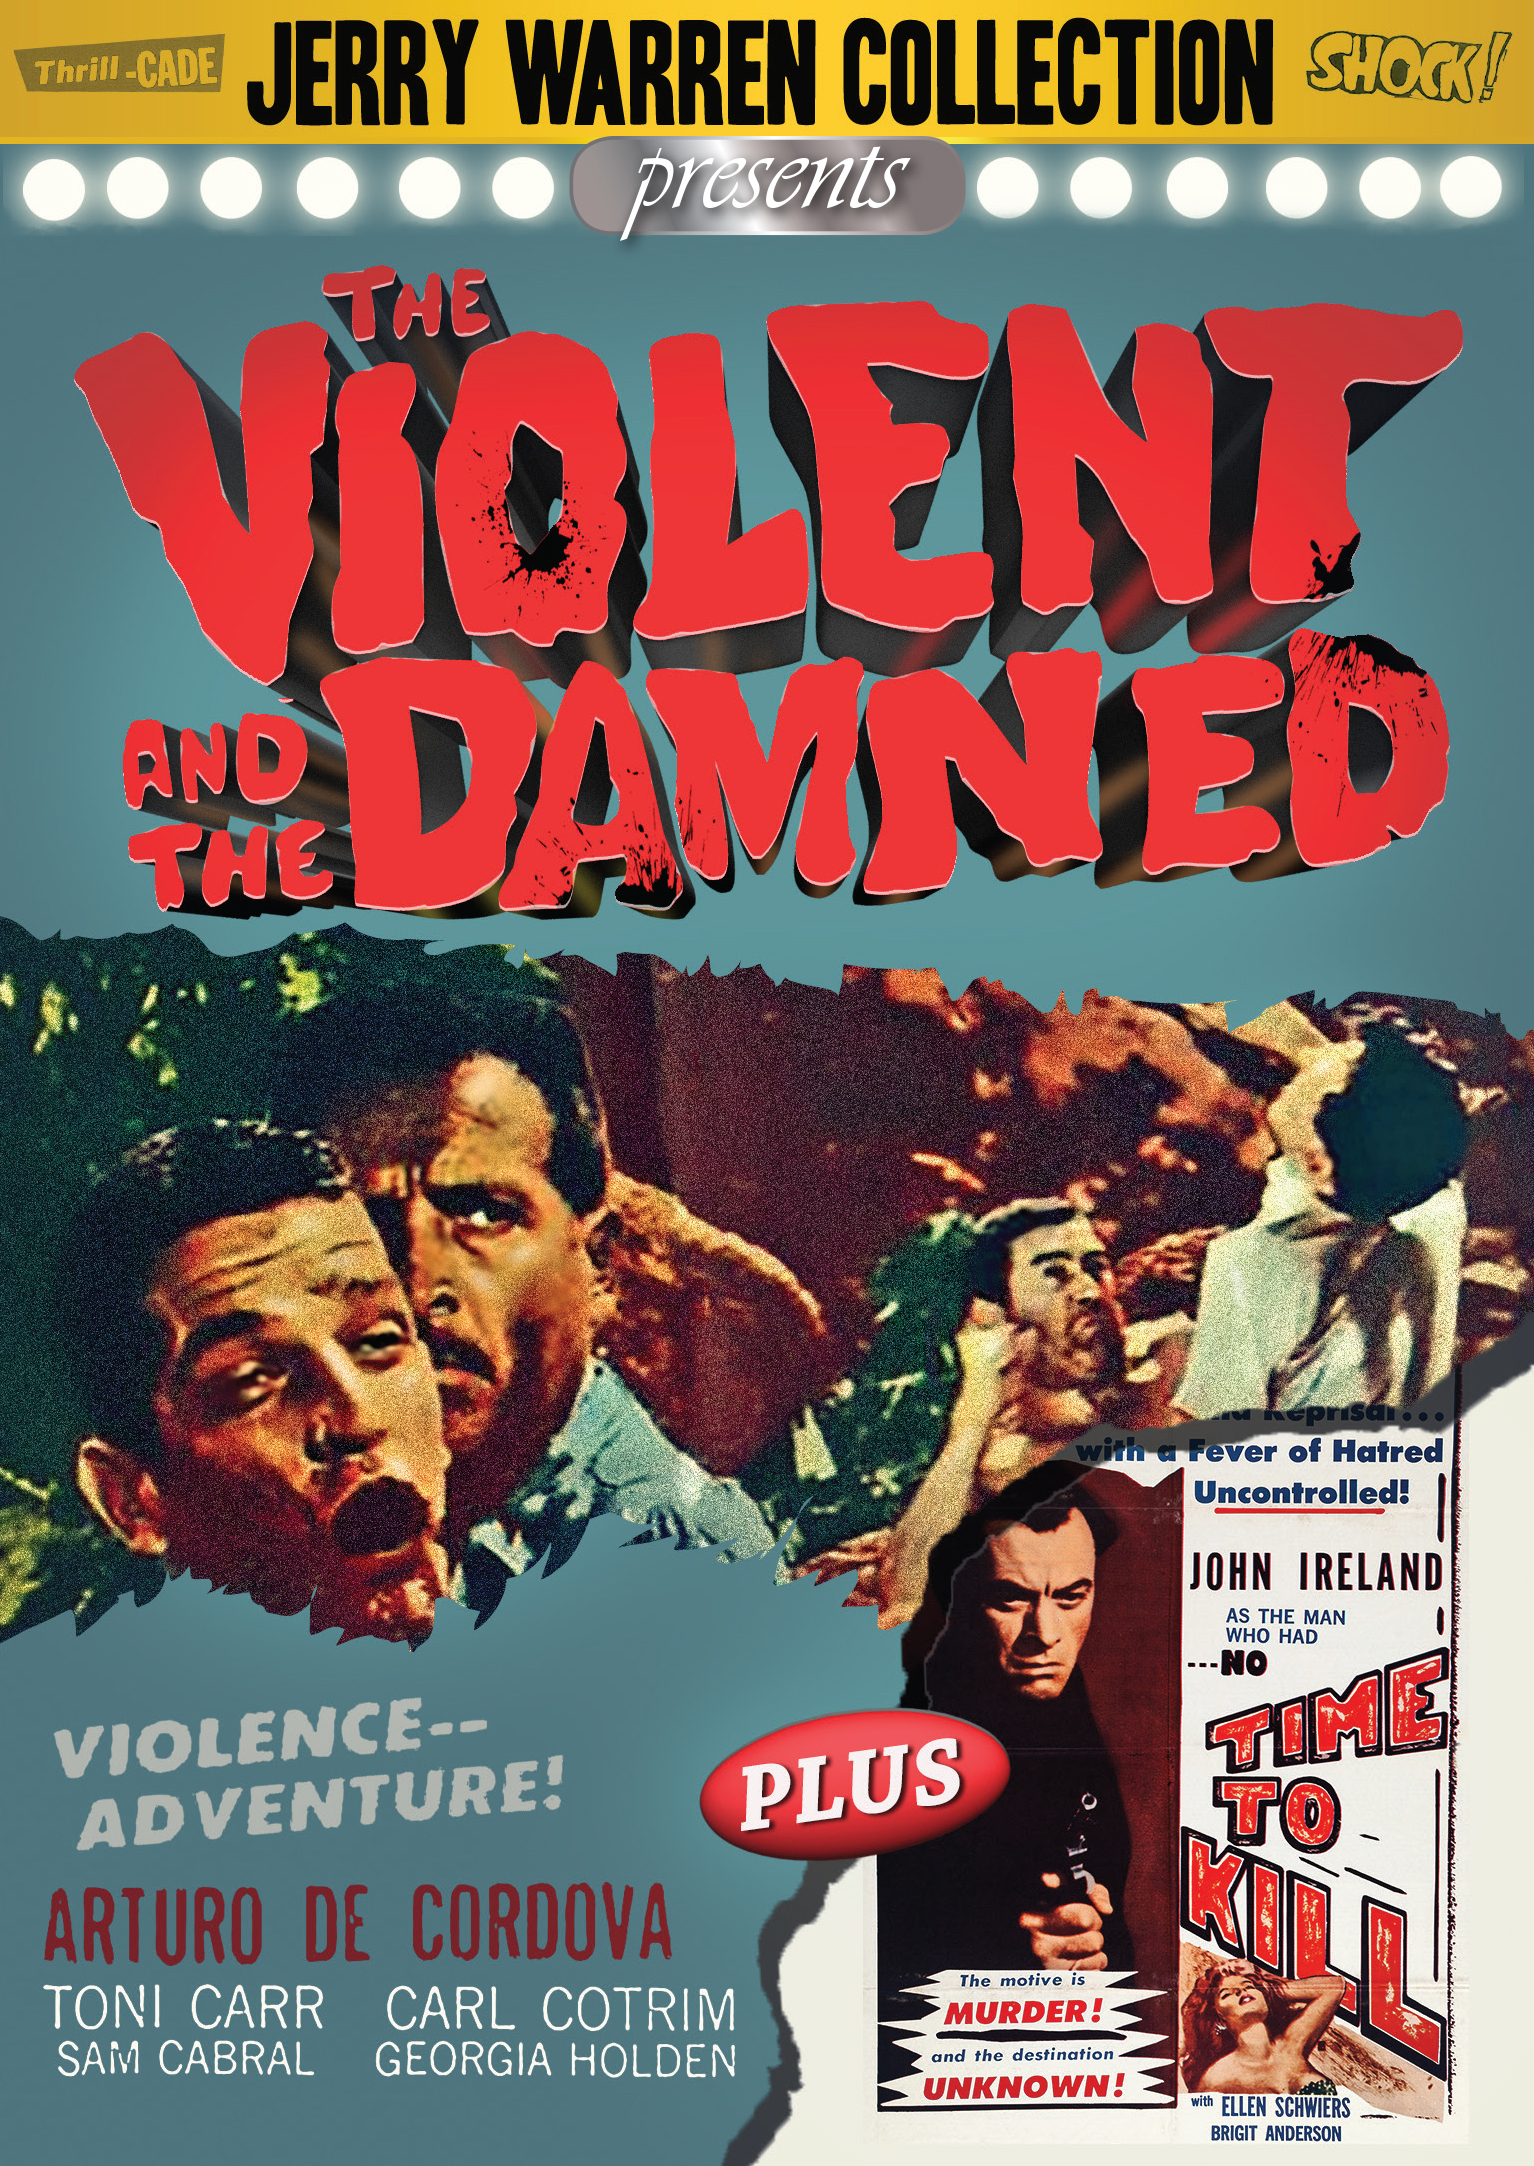 Thrill-CADE
JERRY WARREN COLLECTION
SHOCK!
presents
THE
VIOLENT
AND
THE
DAMNED
Reprisal...
with a Fever of Hatred
Uncontrolled!
JOHN IRELAND
AS THE MAN
WHO HAD
---NO
TIME
TO
KILL
PLUS
VIOLENCE--
ADVENTURE!
ARTURO DE CORDOVA
TONI CARR CARL COTRIM
SAM CABRAL GEORGIA HOLDEN
The motive is
MURDER!
and the destination
UNKNOWN!
with ELLEN SCHWIERS
BRIGIT ANDERSON